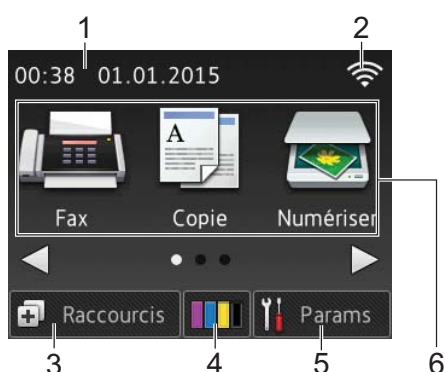 1 2
00:38 01.01.2015
A
Fax Copie Numériser
Raccourcis Params
3 4 5 6